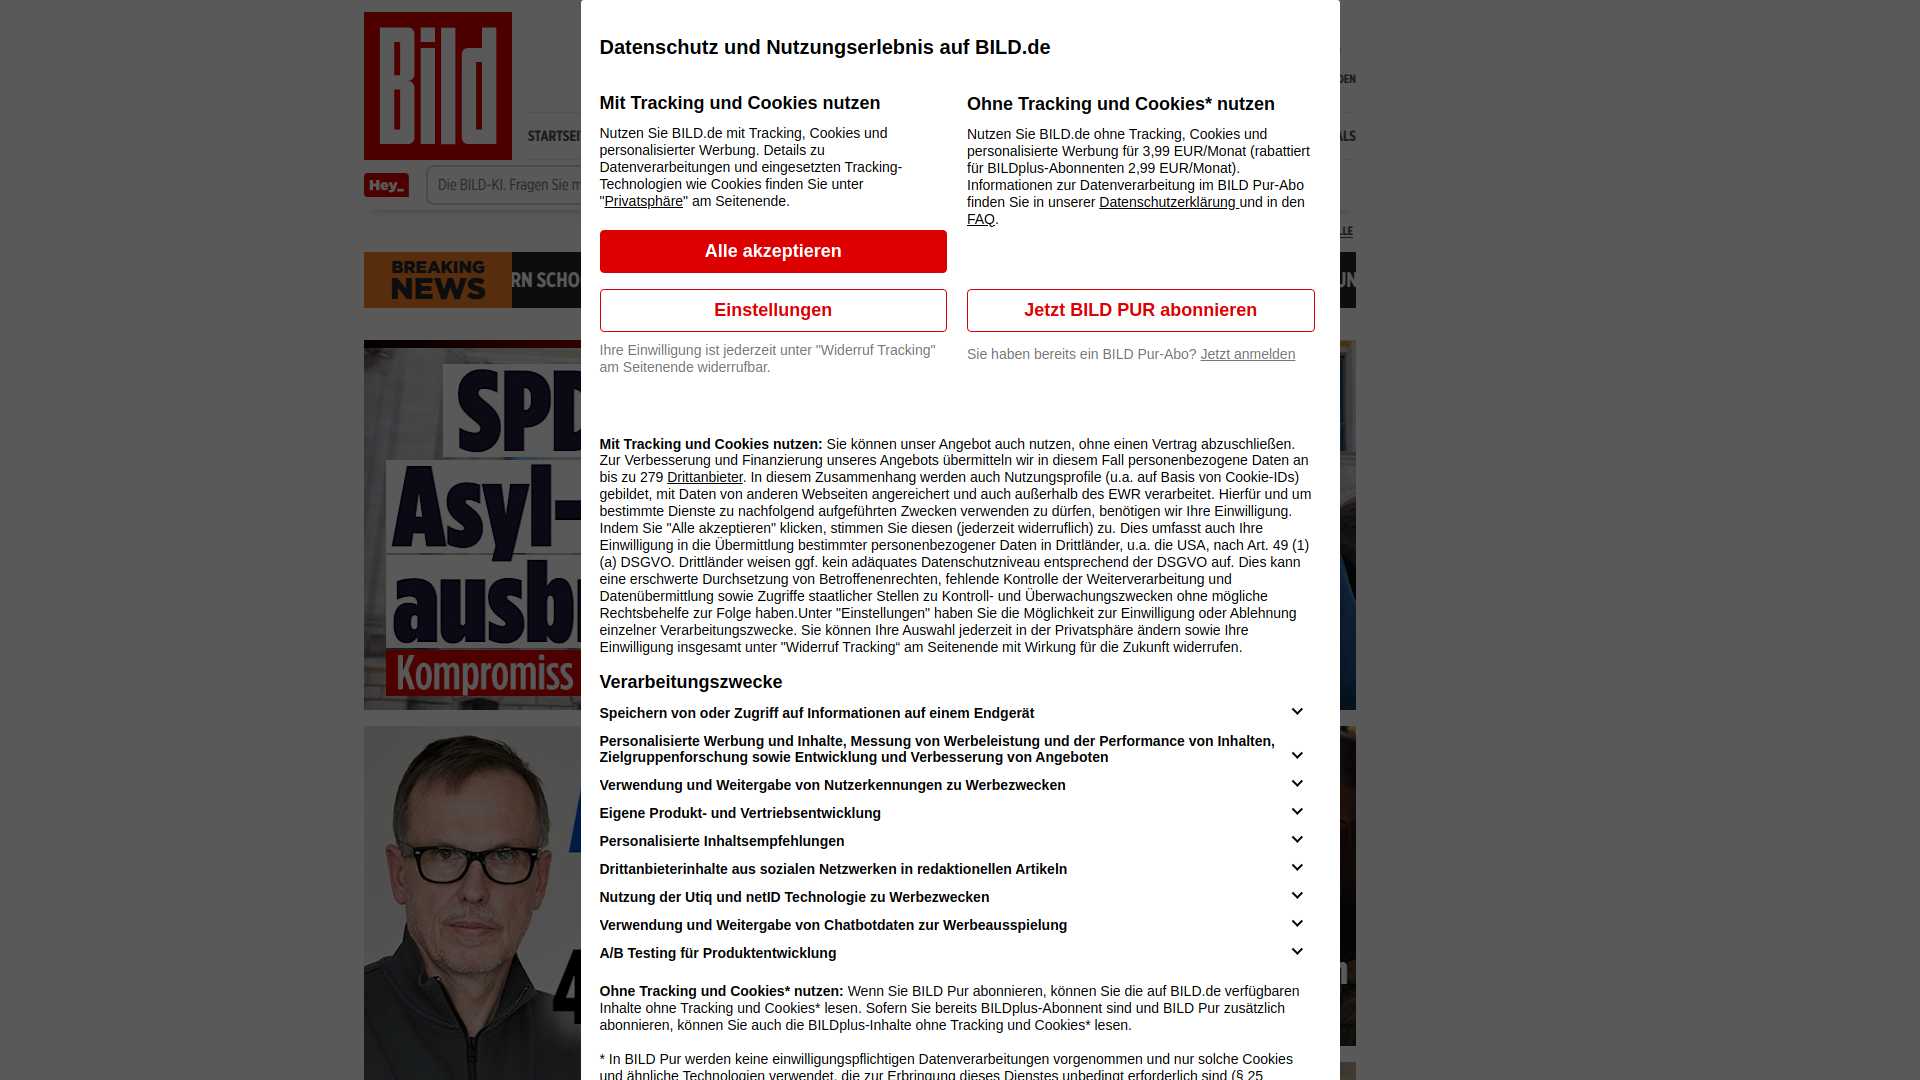 Bild
Datenschutz und Nutzungserlebnis auf BILD.de
Mit Tracking und Cookies nutzen
Nutzen Sie BILD.de mit Tracking, Cookies und
personalisierter Werbung. Details zu
Datenverarbeitungen und eingesetzten Tracking-
Technologien wie Cookies finden Sie unter
"Privatsphäre" am Seitenende.
Alle akzeptieren
Einstellungen
Ihre Einwilligung ist jederzeit unter "Widerruf Tracking"
am Seitenende widerrufbar.
Ohne Tracking und Cookies* nutzen
Nutzen Sie BILD.de ohne Tracking, Cookies und
personalisierte Werbung für 3,99 EUR/Monat (rabattiert
für BILDplus-Abonnenten 2,99 EUR/Monat).
Informationen zur Datenverarbeitung im BILD Pur-Abo
finden Sie in unserer Datenschutzerklärung und in den
FAQ.
Jetzt BILD PUR abonnieren
Sie haben bereits ein BILD Pur-Abo? Jetzt anmelden
Mit Tracking und Cookies nutzen: Sie können unser Angebot auch nutzen, ohne einen Vertrag abzuschließen.
Zur Verbesserung und Finanzierung unseres Angebots übermitteln wir in diesem Fall personenbezogene Daten an
bis zu 279 Drittanbieter. In diesem Zusammenhang werden auch Nutzungsprofile (u.a. auf Basis von Cookie-IDs)
gebildet, mit Daten von anderen Webseiten angereichert und auch außerhalb des EWR verarbeitet. Hierfür und um
bestimmte Dienste zu nachfolgend aufgeführten Zwecken verwenden zu dürfen, benötigen wir Ihre Einwilligung.
Indem Sie "Alle akzeptieren" klicken, stimmen Sie diesen (jederzeit widerruflich) zu. Dies umfasst auch Ihre
Einwilligung in die Übermittlung bestimmter personenbezogener Daten in Drittländer, u.a. die USA, nach Art. 49 (1)
(a) DSGVO. Drittländer weisen ggf. kein adäquates Datenschutzniveau entsprechend der DSGVO auf. Dies kann
eine erschwerte Durchsetzung von Betroffenenrechten, fehlende Kontrolle der Weiterverarbeitung und
Datenübermittlung sowie Zugriffe staatlicher Stellen zu Kontroll- und Überwachungszwecken ohne mögliche
Rechtsbehelfe zur Folge haben.Unter "Einstellungen" haben Sie die Möglichkeit zur Einwilligung oder Ablehnung
einzelner Verarbeitungszwecke. Sie können Ihre Auswahl jederzeit in der Privatsphäre ändern sowie Ihre
Einwilligung insgesamt unter "Widerruf Tracking“ am Seitenende mit Wirkung für die Zukunft widerrufen.
Verarbeitungszwecke
Speichern von oder Zugriff auf Informationen auf einem Endgerät
Personalisierte Werbung und Inhalte, Messung von Werbeleistung und der Performance von Inhalten,
Zielgruppenforschung sowie Entwicklung und Verbesserung von Angeboten
Verwendung und Weitergabe von Nutzerkennungen zu Werbezwecken
Eigene Produkt- und Vertriebsentwicklung
Personalisierte Inhaltsempfehlungen
Drittanbieterinhalte aus sozialen Netzwerken in redaktionellen Artikeln
Nutzung der Utiq und netID Technologie zu Werbezwecken
Verwendung und Weitergabe von Chatbotdaten zur Werbeausspielung
A/B Testing für Produktentwicklung
Ohne Tracking und Cookies* nutzen: Wenn Sie BILD Pur abonnieren, können Sie die auf BILD.de verfügbaren
Inhalte ohne Tracking und Cookies* lesen. Sofern Sie bereits BILDplus-Abonnent sind und BILD Pur zusätzlich
abonnieren, können Sie auch die BILDplus-Inhalte ohne Tracking und Cookies* lesen.
* In BILD Pur werden keine einwilligungspflichtigen Datenverarbeitungen vorgenommen und nur solche Cookies
und ähnliche Technologien verwendet, die zur Erbringung dieses Dienstes unbedingt erforderlich sind (§ 25
Hey_
Die BILD-KI. Fragen Sie
BREAKING
NEWS
SPD
Asyl-
Kompromiss
4